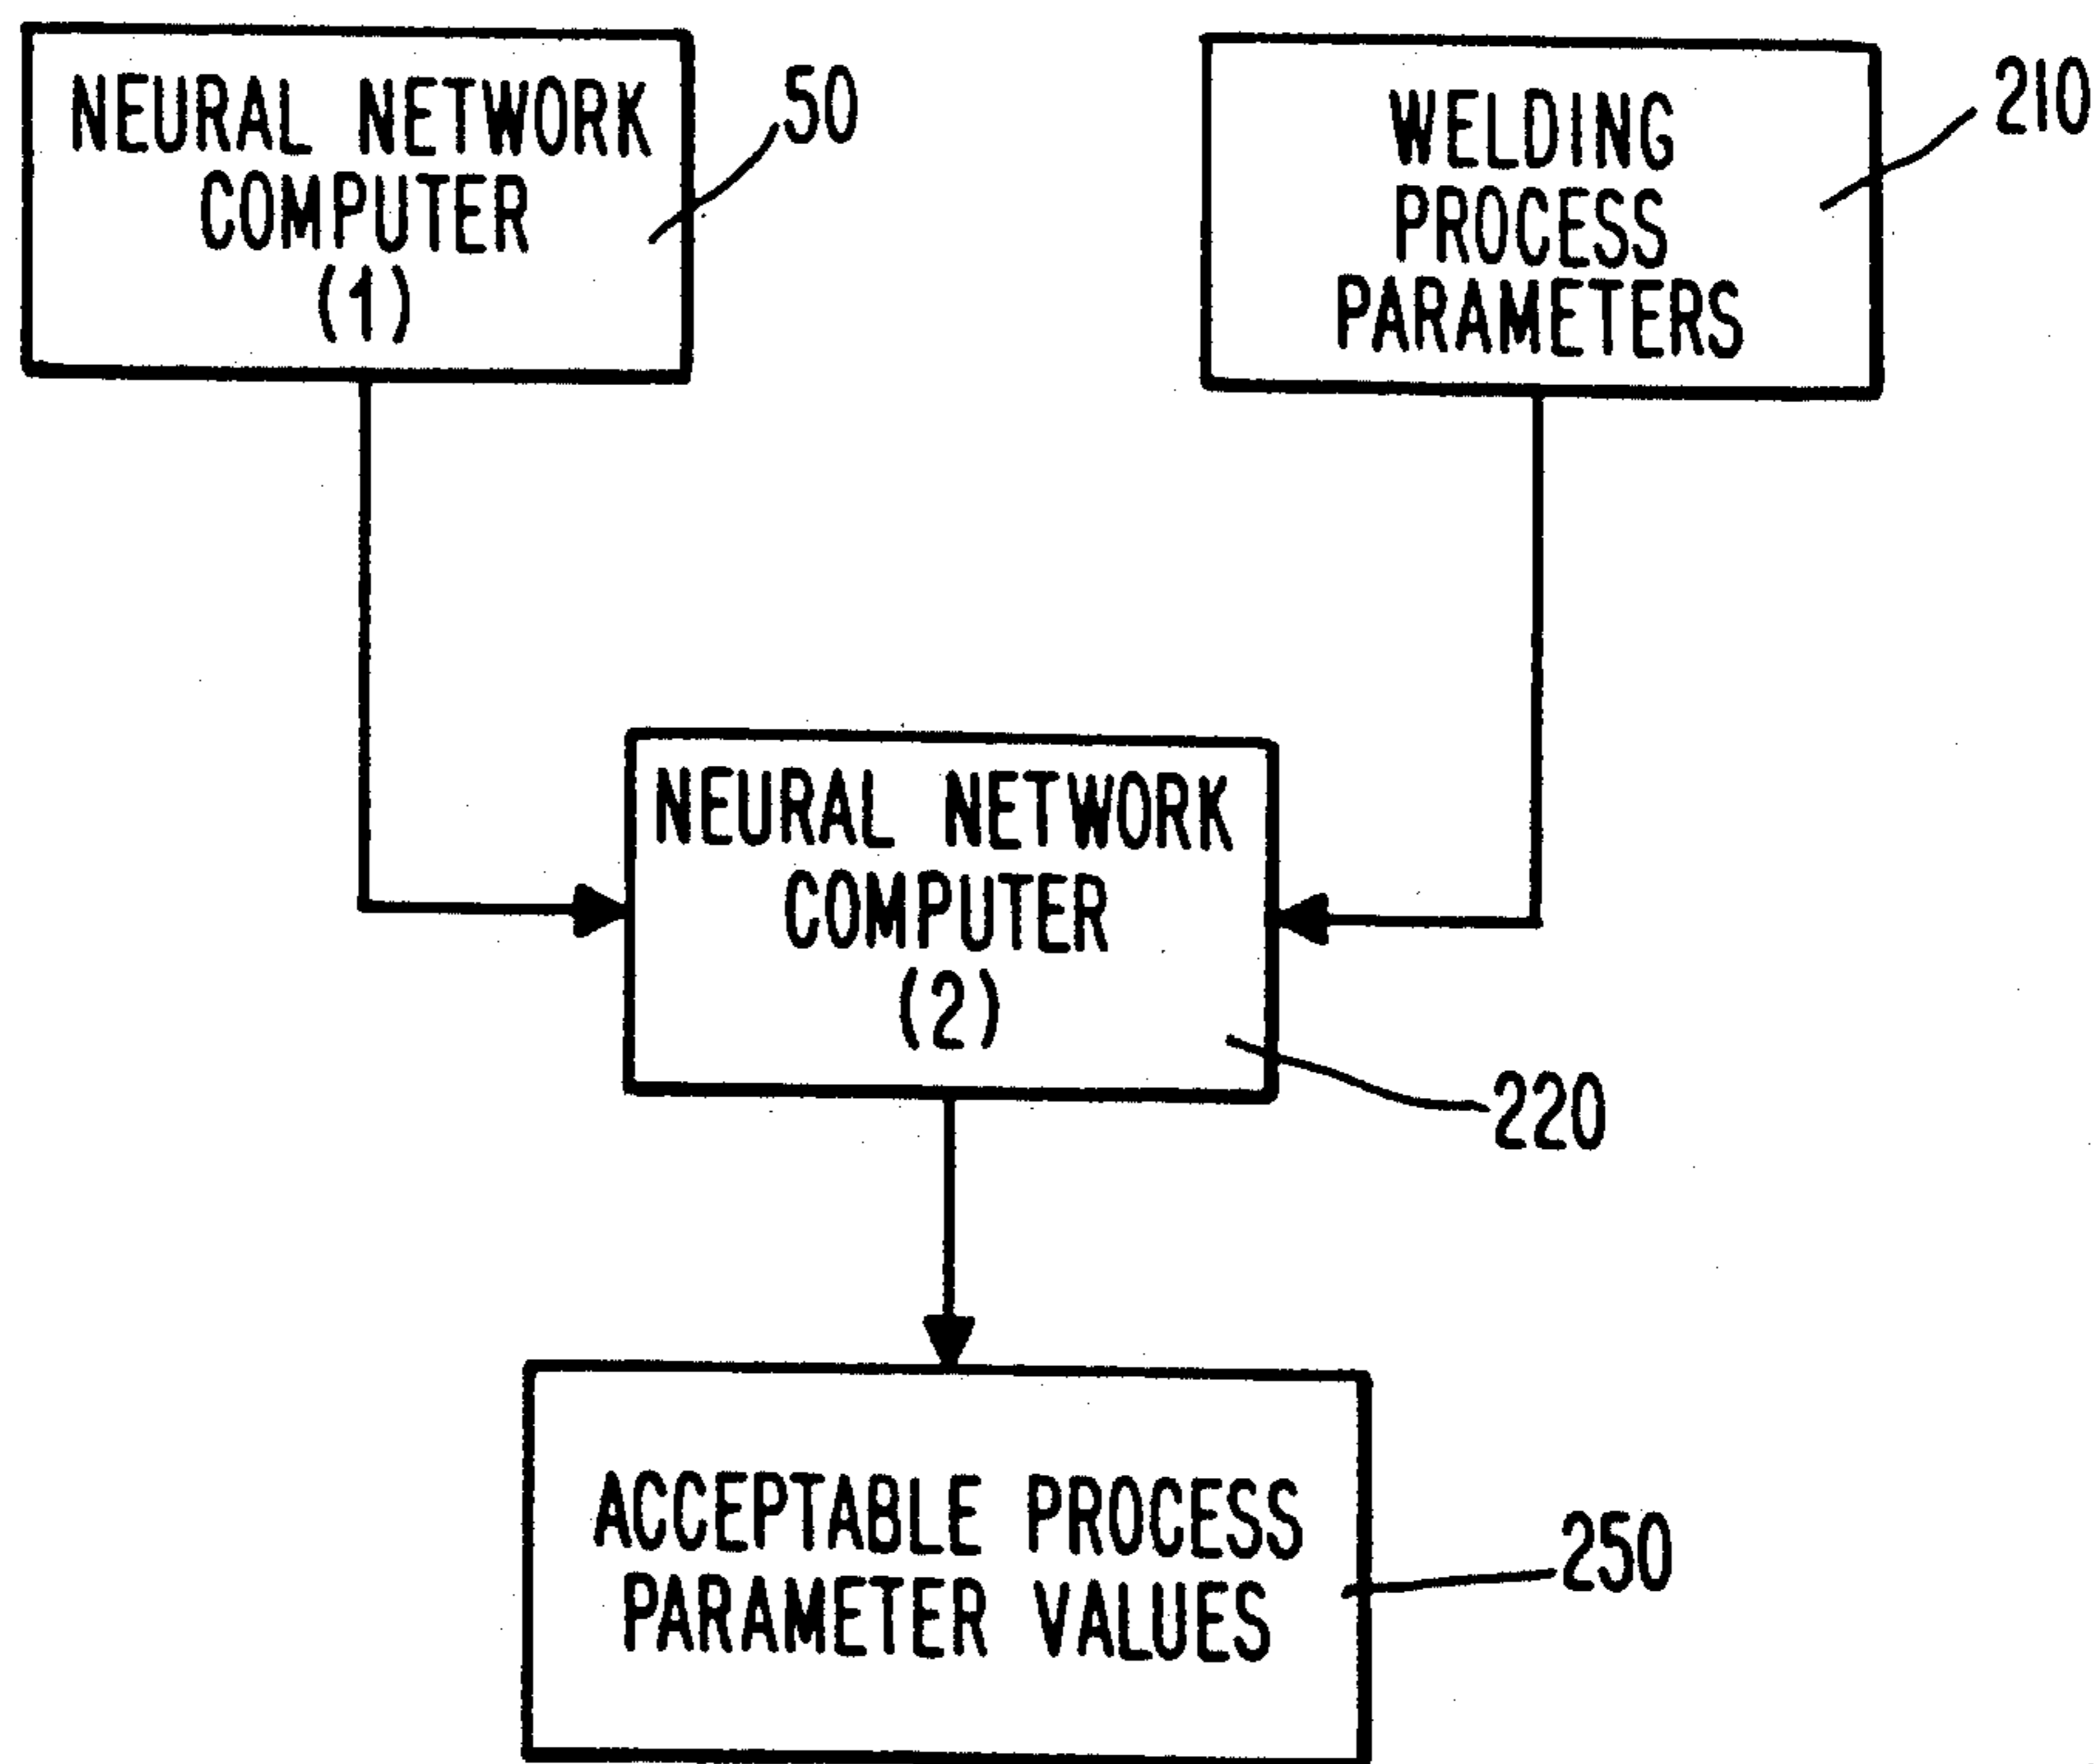 NEURAL NETWORK
COMPUTER
(1)
50
WELDING
PROCESS
PARAMETERS
210
NEURAL NETWORK
COMPUTER
(2)
220
ACCEPTABLE PROCESS
PARAMETER VALUES
250